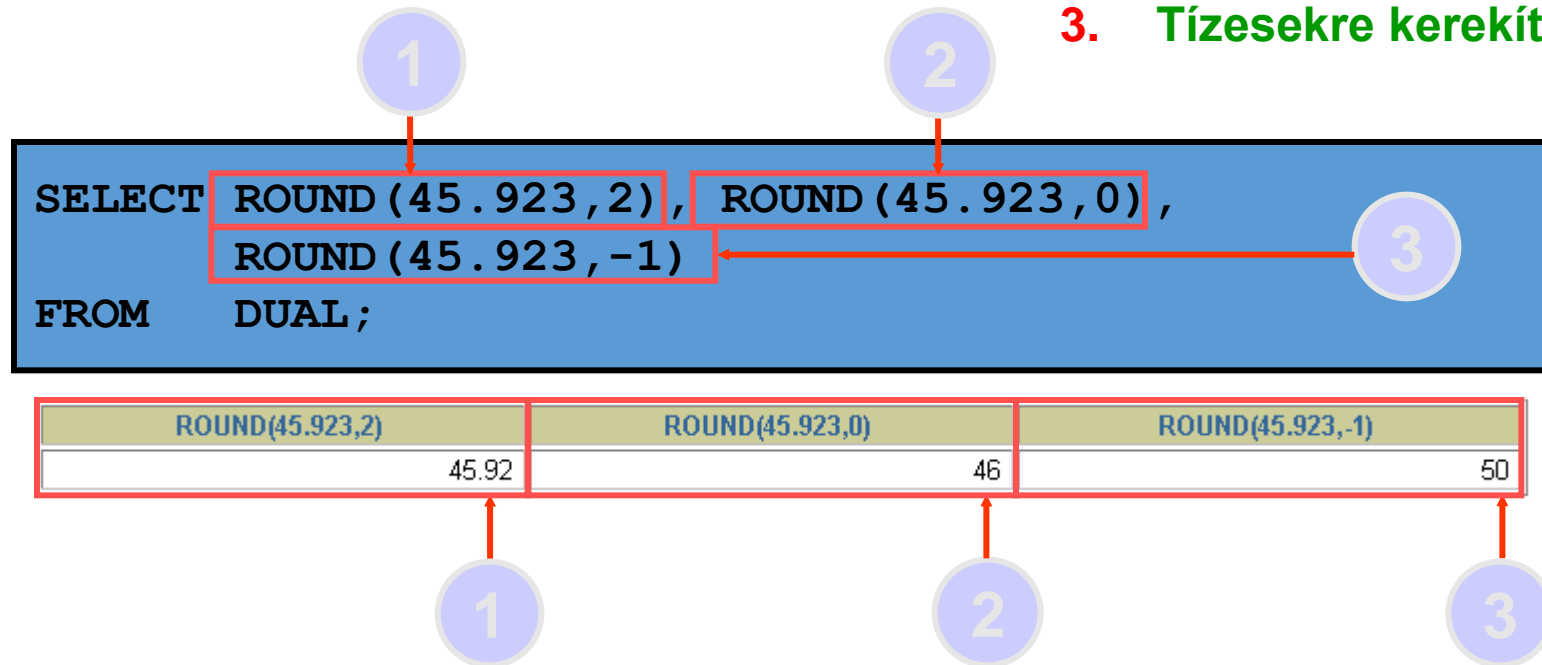 3. Tízesekre kerekít
1 2
SELECT ROUND(45.923,2), ROUND(45.923,0),
ROUND(45.923,-1)
3
FROM DUAL;
ROUND(45.923,2) ROUND(45.923,0) ROUND(45.923,-1)
45.92 46 50
1 2 3